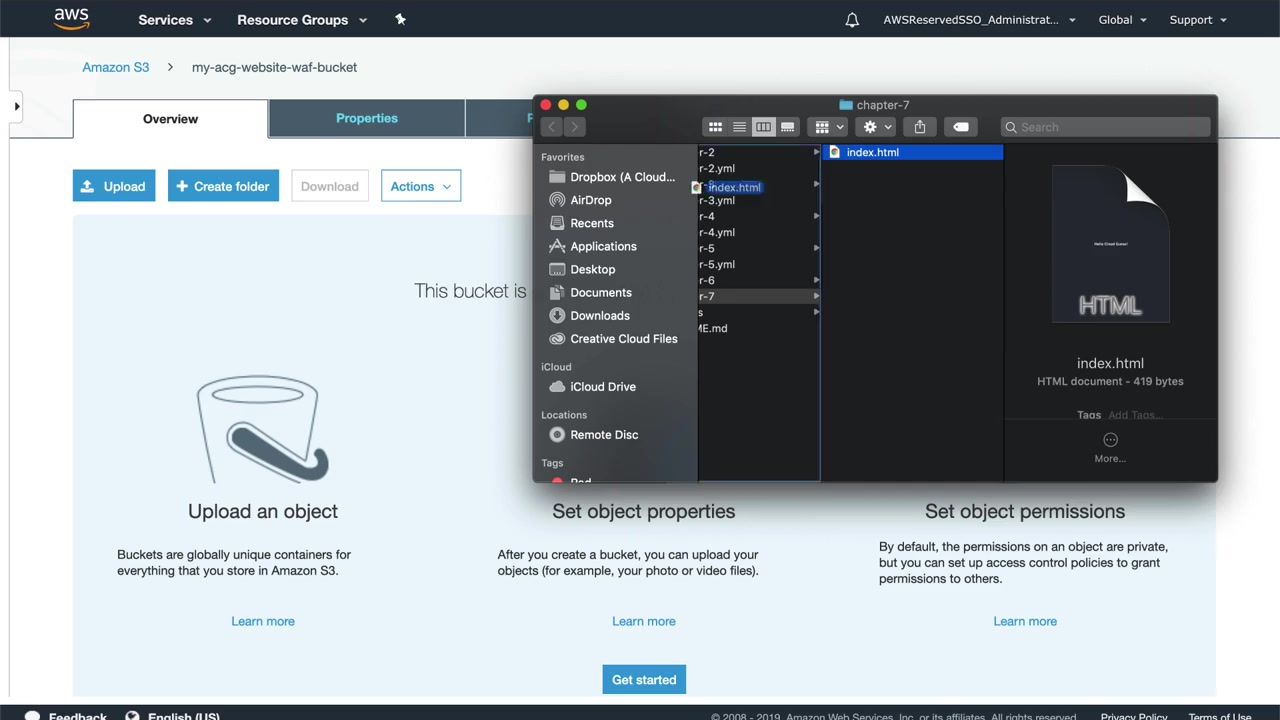 aws
Services
Resource Groups
AWSReservedSSO_Administrat...
Global
Support
Amazon S3
my-acg-website-waf-bucket
Overview
Properties
Upload
Create folder
Download
Actions
This bucket is
chapter-7
Search
Favorites
Dropbox (A Cloud...
AirDrop
Recents
Applications
Desktop
Documents
Downloads
Creative Cloud Files
iCloud
iCloud Drive
Locations
Remote Disc
Tags
Red
r-2
r-2.yml
index.html
r-3.yml
r-4
r-4.yml
r-5
r-5.yml
r-6
r-7
s
ME.md
index.html
Hello Cloud Gurus!
HTML
index.html
HTML document - 419 bytes
Tags Add Tags...
More...
Upload an object
Buckets are globally unique containers for
everything that you store in Amazon S3.
Learn more
Set object properties
After you create a bucket, you can upload your
objects (for example, your photo or video files).
Learn more
Set object permissions
By default, the permissions on an object are private,
but you can set up access control policies to grant
permissions to others.
Learn more
Get started
Feedback
English (US)
© 2008 - 2019, Amazon Web Services, Inc. or its affiliates. All rights reserved.
Privacy Policy
Terms of Use